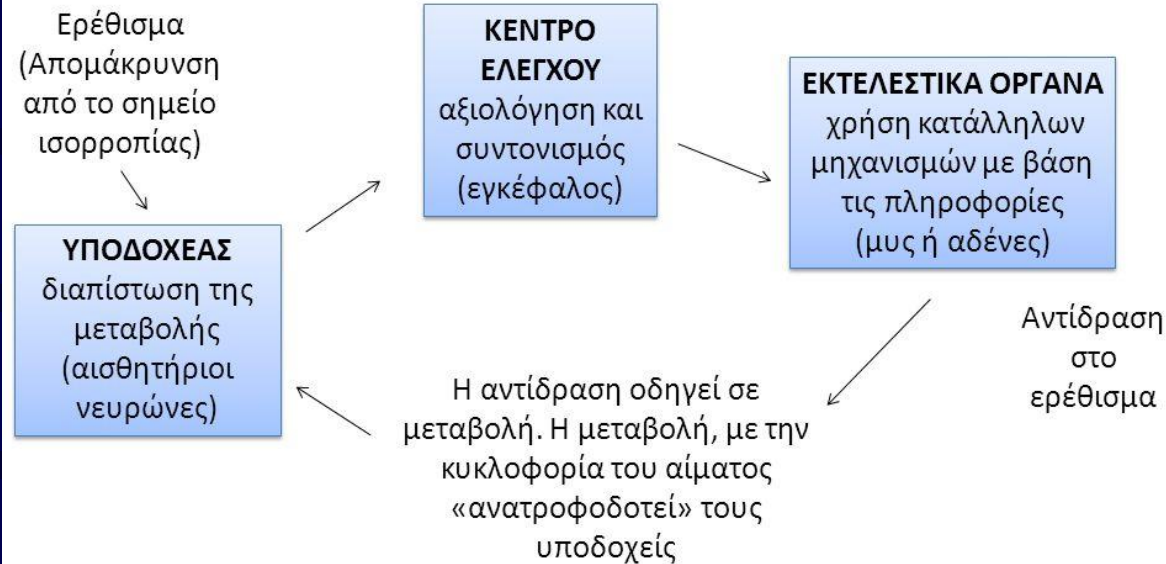 Ερέθισμα
(Απομάκρυνση
από το σημείο
ισορροπίας)
ΥΠΟΔΟΧΕΑΣ
διαπίστωση της
μεταβολής
(αισθητήριοι
νευρώνες)
ΚΕΝΤΡΟ
ΕΛΕΓΧΟΥ
αξιολόγηση και
συντονισμός
(εγκέφαλος)
ΕΚΤΕΛΕΣΤΙΚΑ ΟΡΓΑΝΑ
χρήση κατάλληλων
μηχανισμών με βάση
τις πληροφορίες
(μυς ή αδένες)
Αντίδραση
στο
ερέθισμα
Η αντίδραση οδηγεί σε
μεταβολή. Η μεταβολή, με την
κυκλοφορία του αίματος
«ανατροφοδοτεί» τους
υποδοχείς